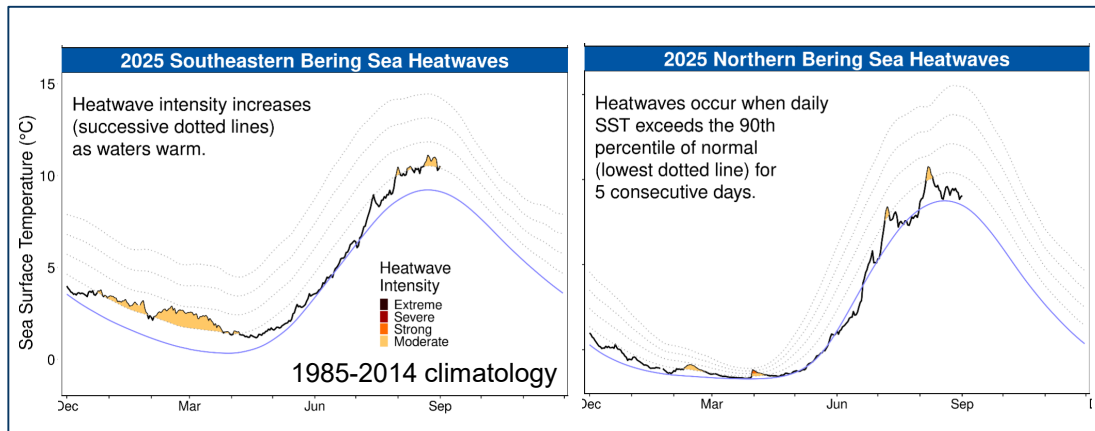 2025 Southeastern Bering Sea Heatwaves
Heatwave intensity increases
(successive dotted lines)
as waters warm.
Sea Surface Temperature (°C)
15
10
5
0
Heatwave
Intensity
Extreme
Severe
Strong
Moderate
1985-2014 climatology
Dec
Mar
Jun
Sep
2025 Northern Bering Sea Heatwaves
Heatwaves occur when daily
SST exceeds the 90th
percentile of normal
(lowest dotted line) for
5 consecutive days.
Dec
Mar
Jun
Sep